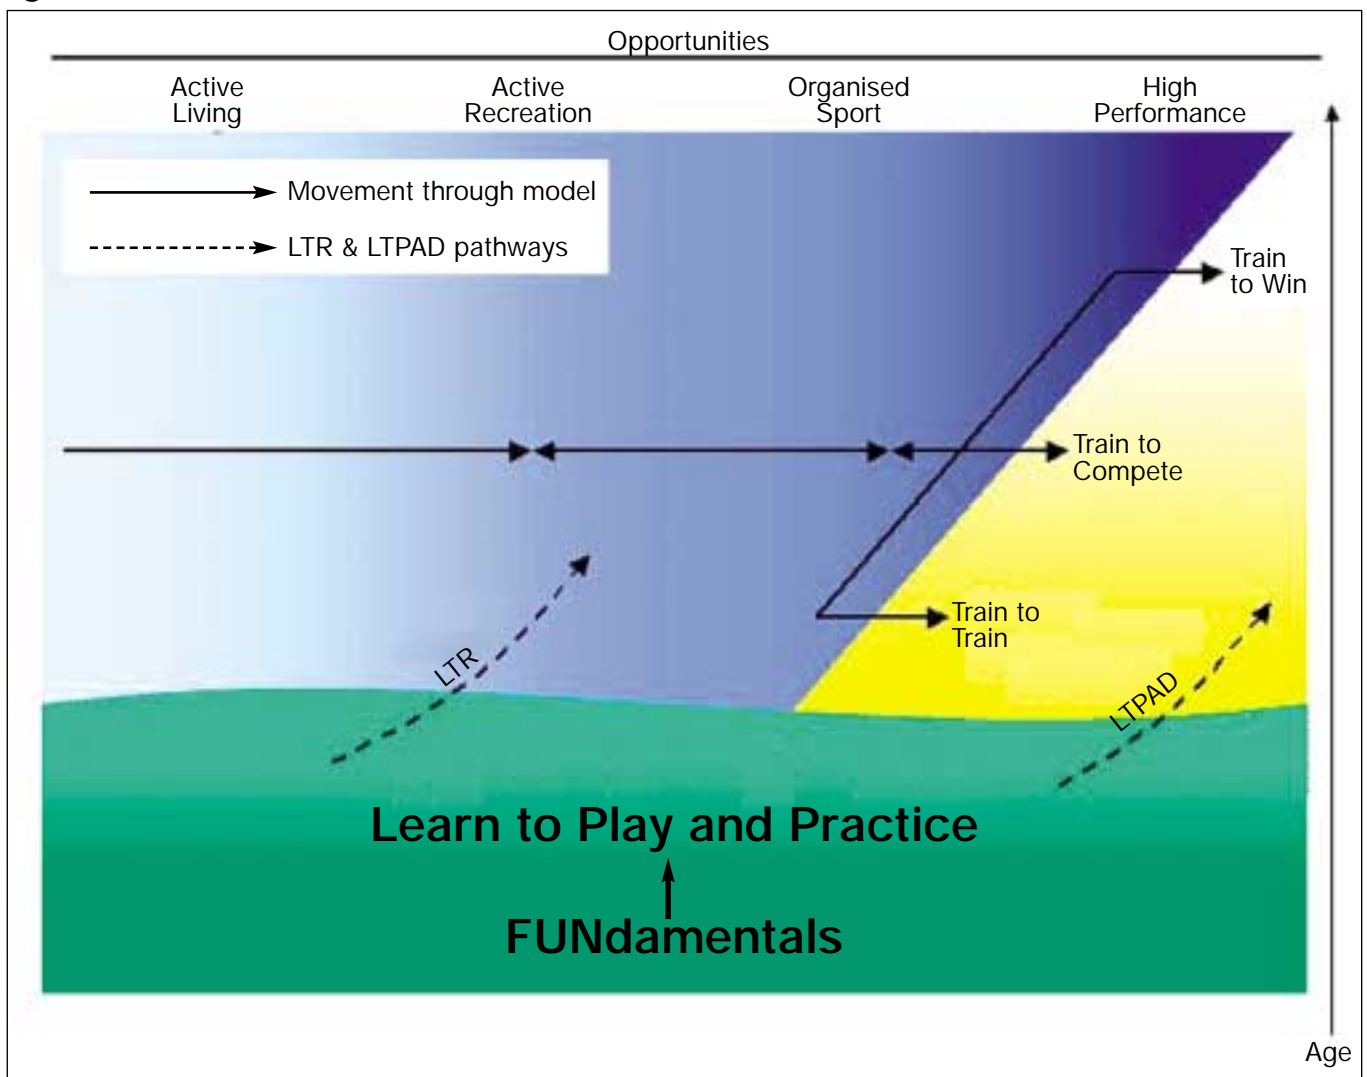 Opportunities
Active
Living
Active
Recreation
Organised
Sport
High
Performance
Movement through model
LTR & LTPAD pathways
Train
to Win
Train to
Compete
Train to
Train
LTR
LTPAD
Learn to Play and Practice
FUNdamentals
Age